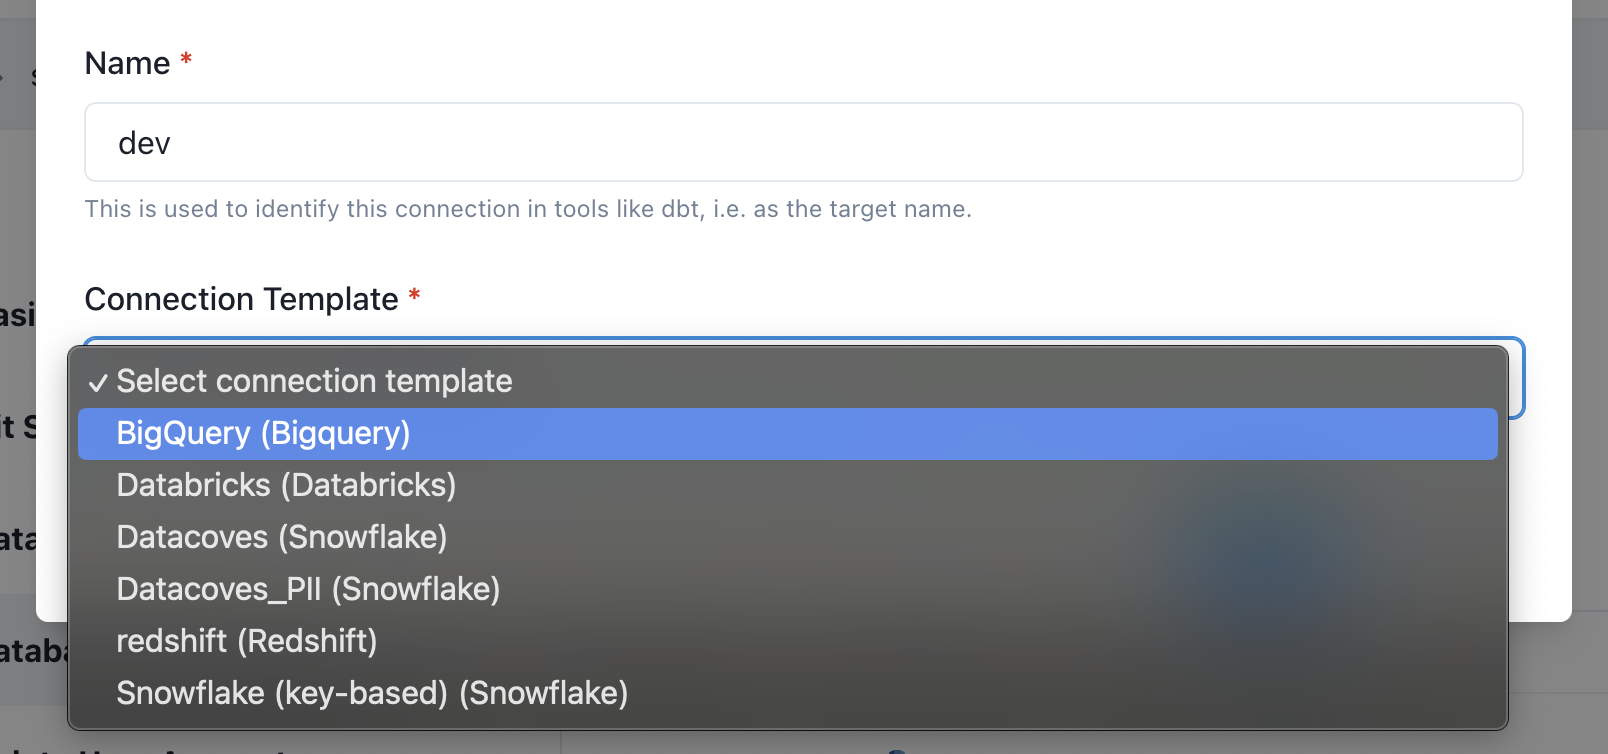 Name *
dev
This is used to identify this connection in tools like dbt, i.e. as the target name.
Connection Template *
✓ Select connection template
BigQuery (Bigquery)
Databricks (Databricks)
Datacoves (Snowflake)
Datacoves_PII (Snowflake)
redshift (Redshift)
Snowflake (key-based) (Snowflake)